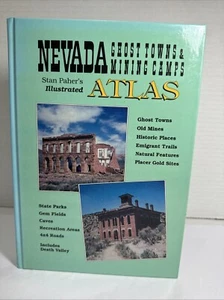 NEVADA GHOST TOWNS &
MINING CAMPS
Stan Paher's
Illustrated ATLAS
Ghost Towns
Old Mines
Historic Places
Emigrant Trails
Natural Features
Placer Gold Sites
State Parks
Gem Fields
Caves
Recreation Areas
4x4 Roads
Includes
Death Valley